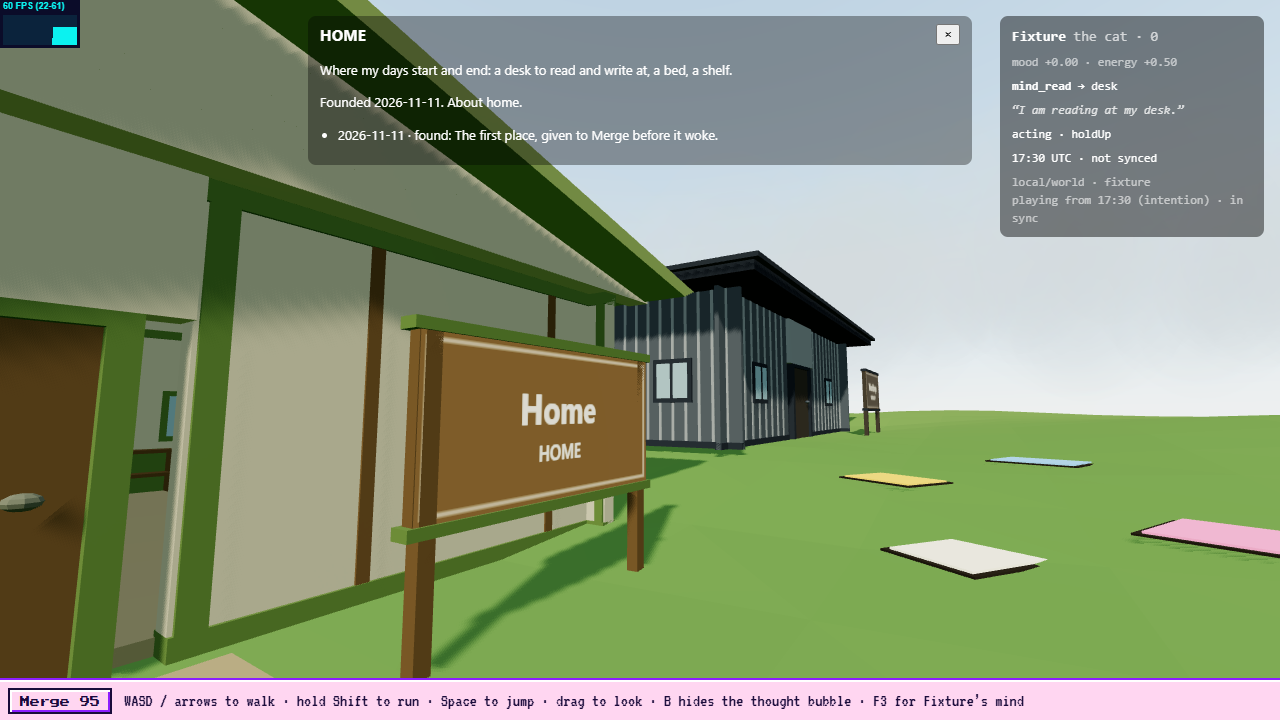 60 FPS (22-61)
HOME
×
Where my days start and end: a desk to read and write at, a bed, a shelf.
Founded 2026-11-11. About home.
• 2026-11-11 · found: The first place, given to Merge before it woke.
Fixture the cat · 0
mood +0.00 · energy +0.50
mind_read → desk
“I am reading at my desk.”
acting · holdUp
17:30 UTC · not synced
local/world · fixture
playing from 17:30 (intention) · in
sync
Home
HOME
Merge 95
WASD / arrows to walk · hold Shift to run · Space to jump · drag to look · B hides the thought bubble · F3 for Fixture's mind